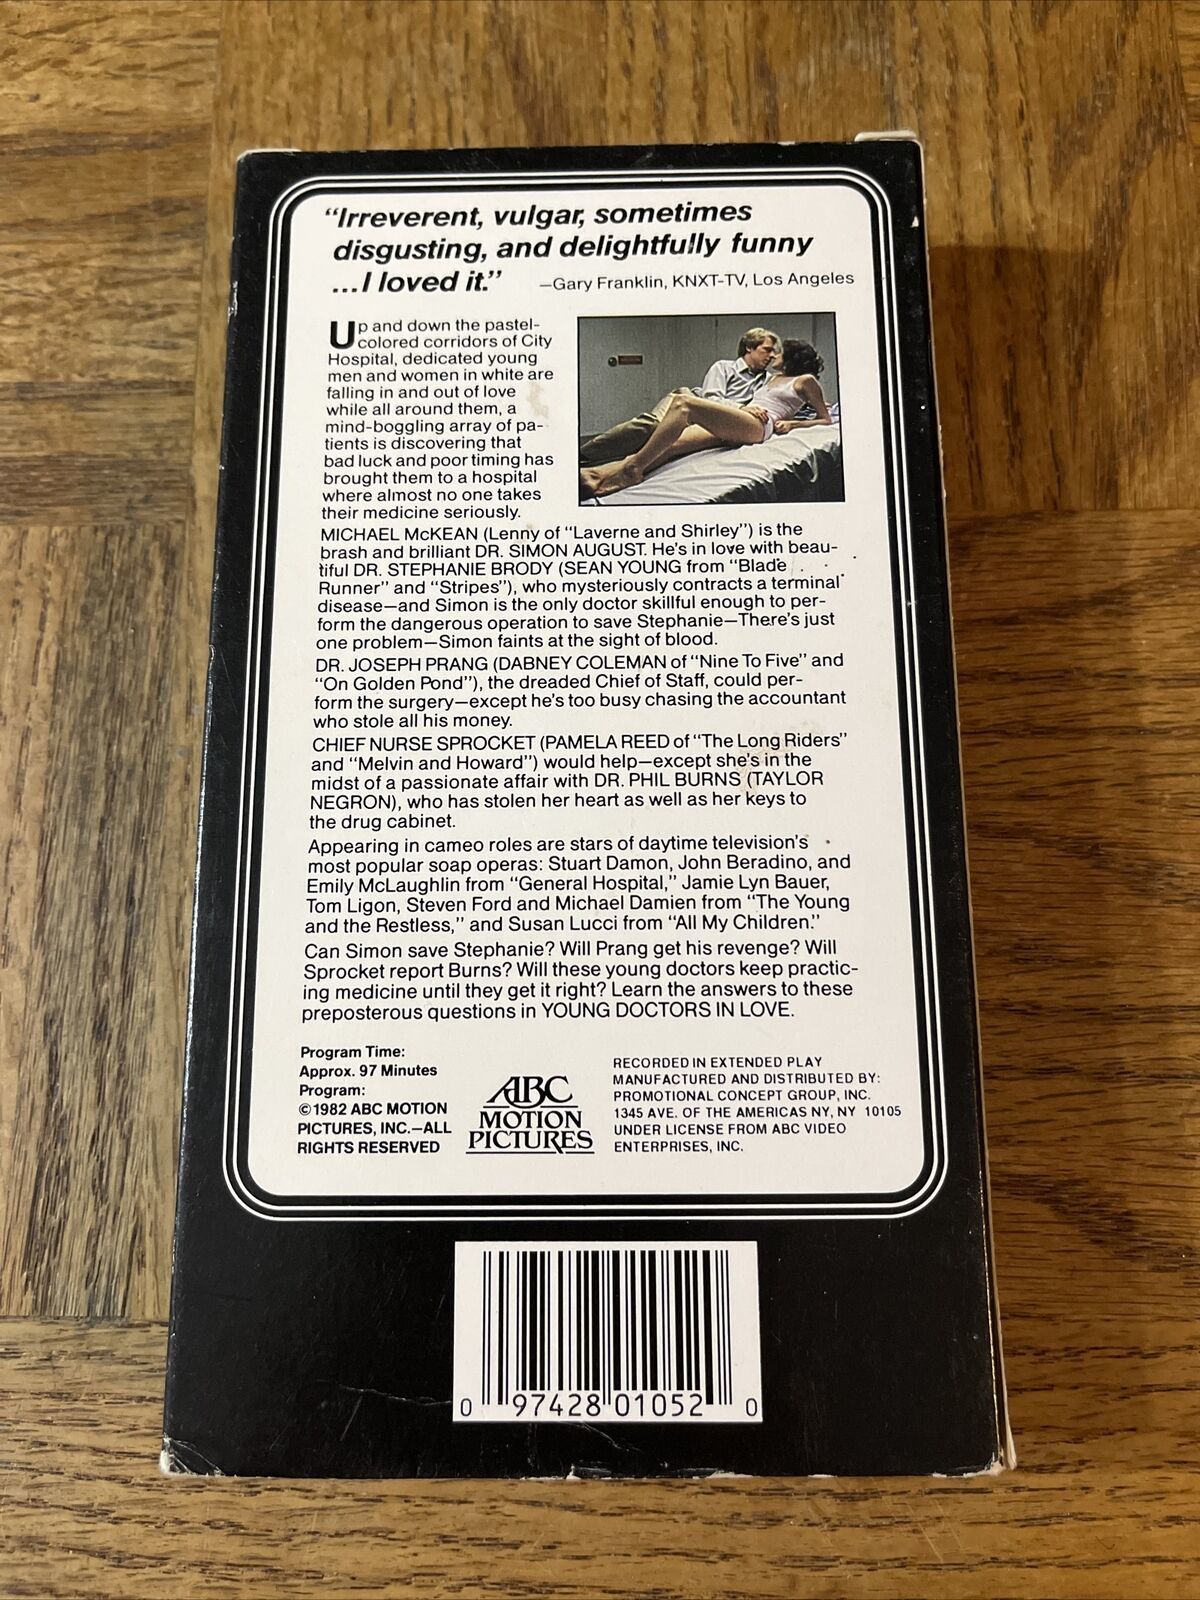 “Irreverent, vulgar, sometimes
disgusting, and delightfully funny
...I loved it.” —Gary Franklin, KNXT-TV, Los Angeles
Up and down the pastel-
colored corridors of City
Hospital, dedicated young
men and women in white are
falling in and out of love
while all around them, a
mind-boggling array of pa-
tients is discovering that
bad luck and poor timing has
brought them to a hospital
where almost no one takes
their medicine seriously.
MICHAEL McKEAN (Lenny of “Laverne and Shirley”) is the
brash and brilliant DR. SIMON AUGUST. He's in love with beau-
tiful DR. STEPHANIE BRODY (SEAN YOUNG from “Blade
Runner” and “Stripes”), who mysteriously contracts a terminal
disease—and Simon is the only doctor skillful enough to per-
form the dangerous operation to save Stephanie—There's just
one problem—Simon faints at the sight of blood.
DR. JOSEPH PRANG (DABNEY COLEMAN of “Nine To Five” and
“On Golden Pond”), the dreaded Chief of Staff, could per-
form the surgery—except he's too busy chasing the accountant
who stole all his money.
CHIEF NURSE SPROCKET (PAMELA REED of “The Long Riders”
and “Melvin and Howard”) would help—except she's in the
midst of a passionate affair with DR. PHIL BURNS (TAYLOR
NEGRON), who has stolen her heart as well as her keys to
the drug cabinet.
Appearing in cameo roles are stars of daytime television's
most popular soap operas: Stuart Damon, John Beradino, and
Emily McLaughlin from “General Hospital,” Jamie Lyn Bauer,
Tom Ligon, Steven Ford and Michael Damien from “The Young
and the Restless,” and Susan Lucci from “All My Children.”
Can Simon save Stephanie? Will Prang get his revenge? Will
Sprocket report Burns? Will these young doctors keep practic-
ing medicine until they get it right? Learn the answers to these
preposterous questions in YOUNG DOCTORS IN LOVE.
Program Time:
Approx. 97 Minutes
Program:
©1982 ABC MOTION
PICTURES, INC.—ALL
RIGHTS RESERVED
ABC
MOTION
PICTURES
RECORDED IN EXTENDED PLAY
MANUFACTURED AND DISTRIBUTED BY:
PROMOTIONAL CONCEPT GROUP, INC.
1345 AVE. OF THE AMERICAS NY, NY 10105
UNDER LICENSE FROM ABC VIDEO
ENTERPRISES, INC.
0 97428 01052 0